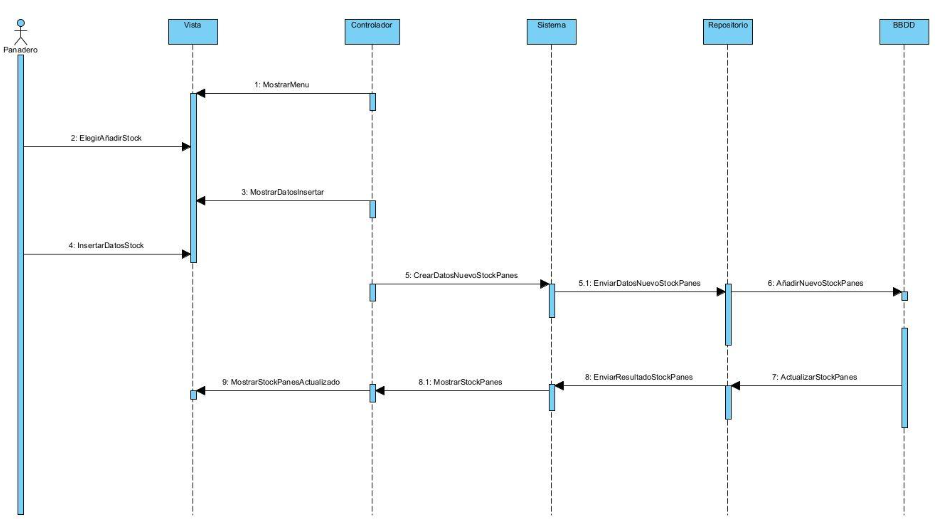 Panadero
Vista
Controlador
Sistema
Repositorio
BBDD
1: MostrarMenu
2: ElegirAñadirStock
3: MostrarDatosInsertar
4: InsertarDatosStock
5: CrearDatosNuevoStockPanes
5.1: EnviarDatosNuevoStockPanes
6: AñadirNuevoStockPanes
9: MostrarStockPanesActualizado
8.1: MostrarStockPanes
8: EnviarResultadoStockPanes
7: ActualizarStockPanes